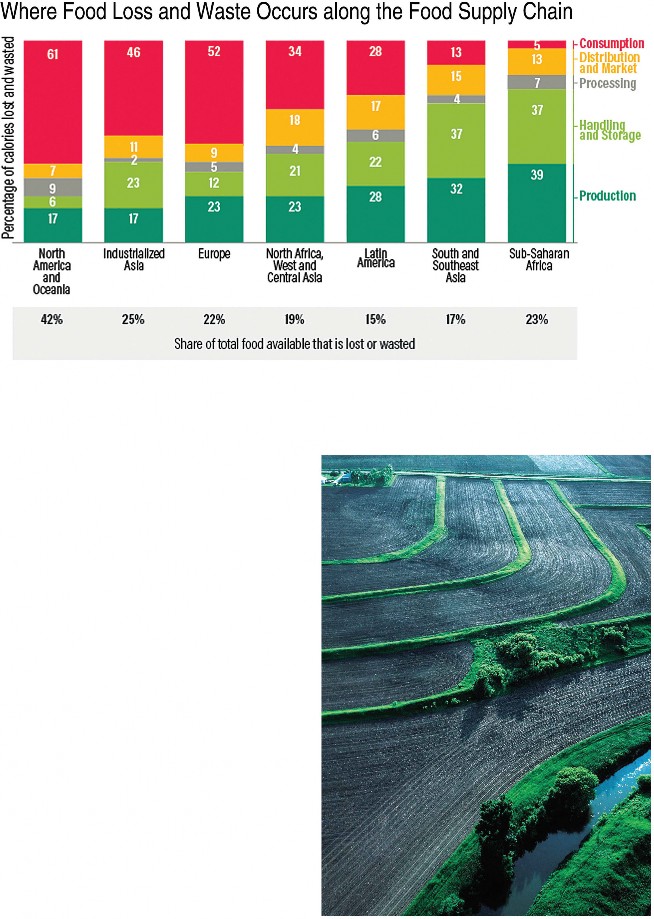 Where Food Loss and Waste Occurs along the Food Supply Chain
Percentage of calories lost and wasted
61 46 52 34 28 13 5
7 11 9 18 17 15 13
9 2 5 4 6 4 7
6 23 12 21 22 37 37
17 17 23 23 28 32 39
Consumption
Distribution
and Market
Processing
Handling
and Storage
Production
North
America
and
Oceania
Industrialized
Asia
Europe
North Africa,
West and
Central Asia
Latin
America
South and
Southeast
Asia
Sub-Saharan
Africa
42% 25% 22% 19% 15% 17% 23%
Share of total food available that is lost or wasted